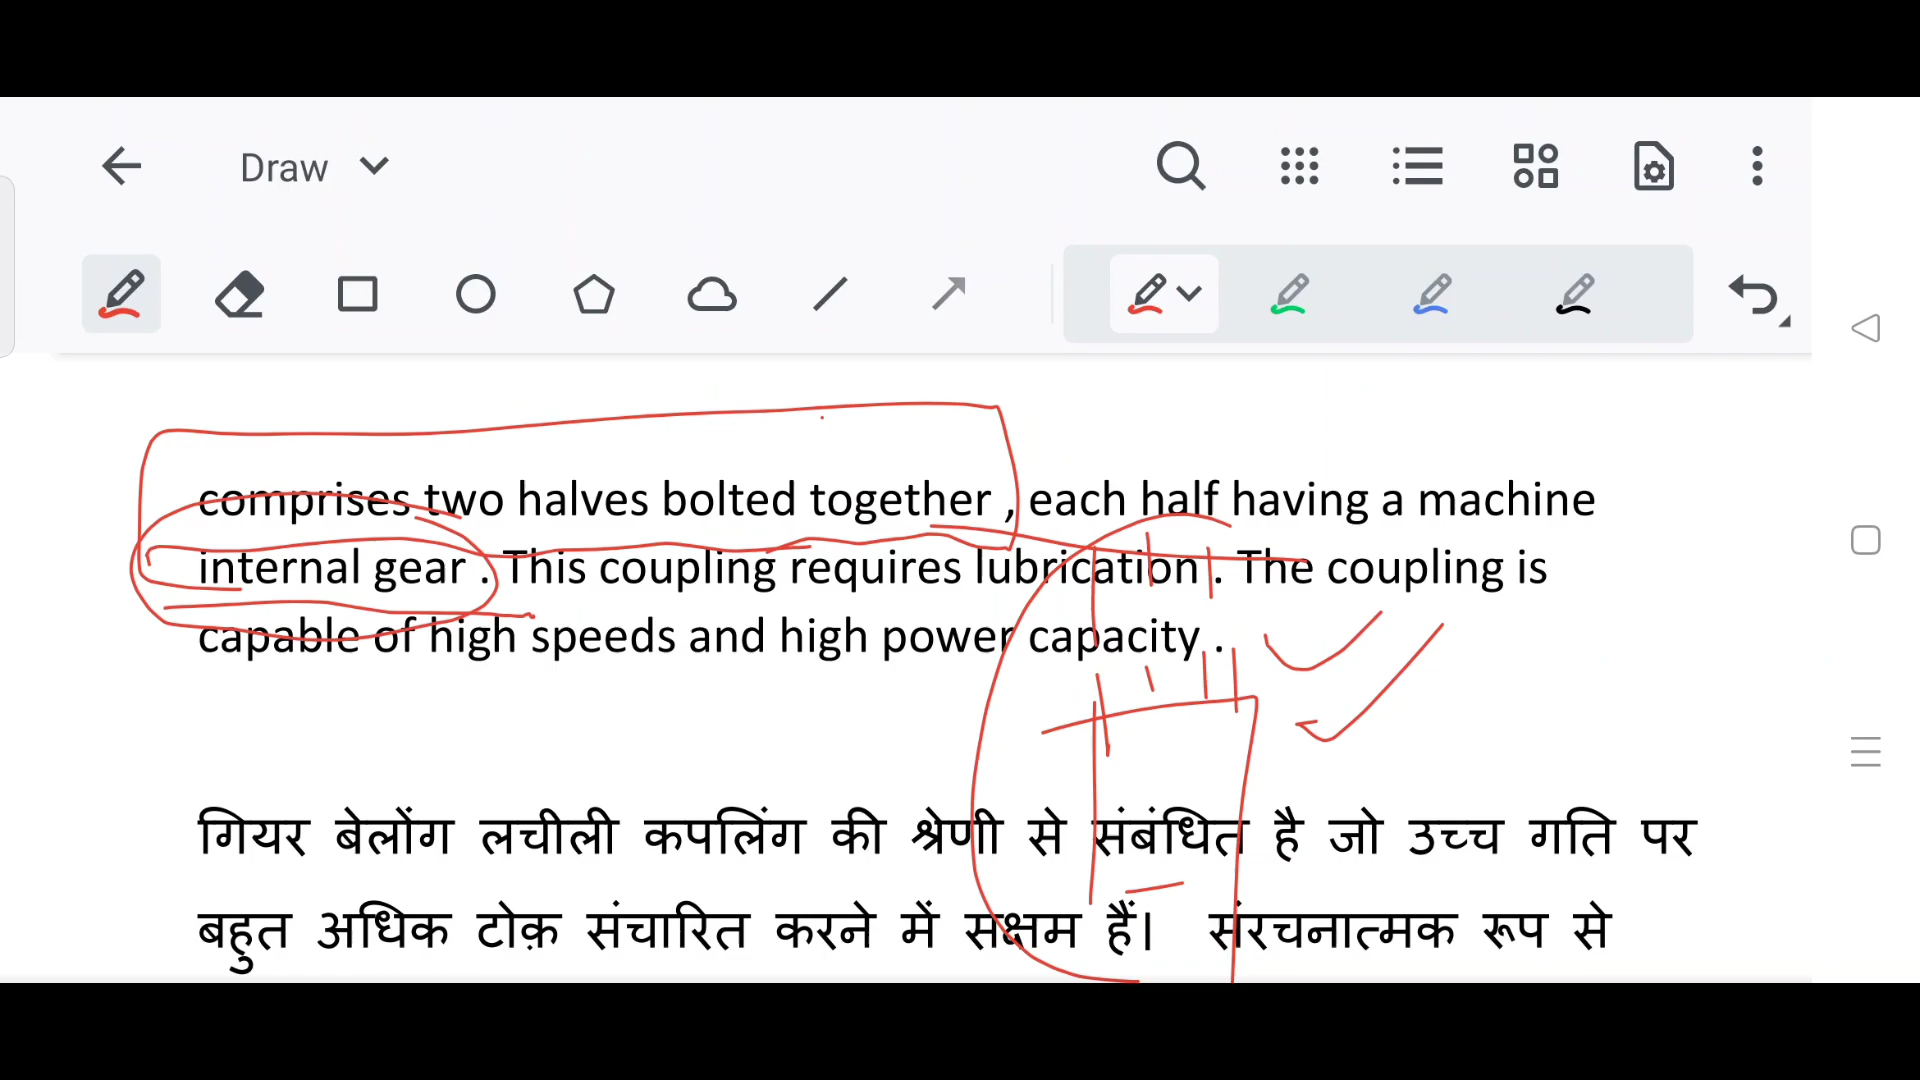 Draw
comprises two halves bolted together , each half having a machine
internal gear . This coupling requires lubrication . The coupling is
capable of high speeds and high power capacity .
गियर बेलोंग लचीली कपलिंग की श्रेणी से संबंधित है जो उच्च गति पर
बहुत अधिक टोक़ संचारित करने में सक्षम हैं। संरचनात्मक रूप से